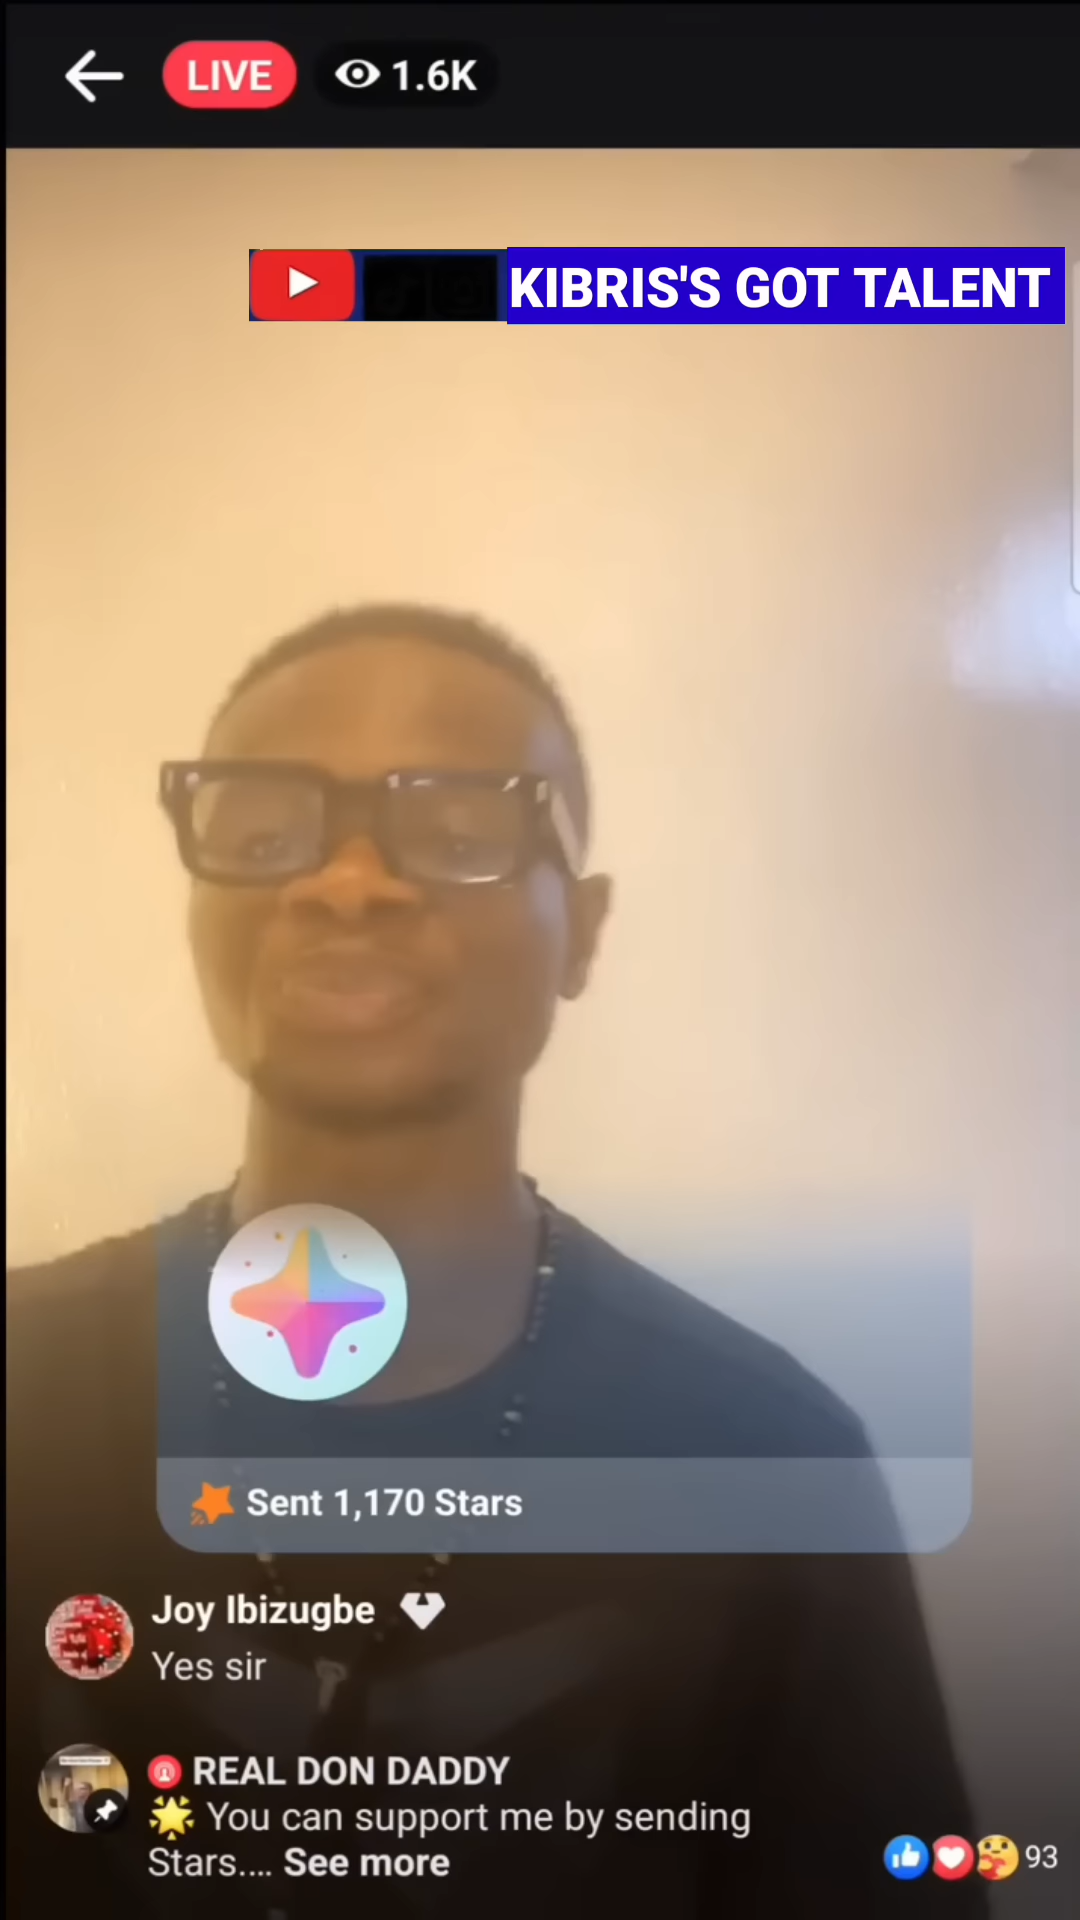 LIVE 1.6K
KIBRIS'S GOT TALENT
Sent 1,170 Stars
Joy Ibizugbe
Yes sir
REAL DON DADDY
You can support me by sending
Stars.... See more
93